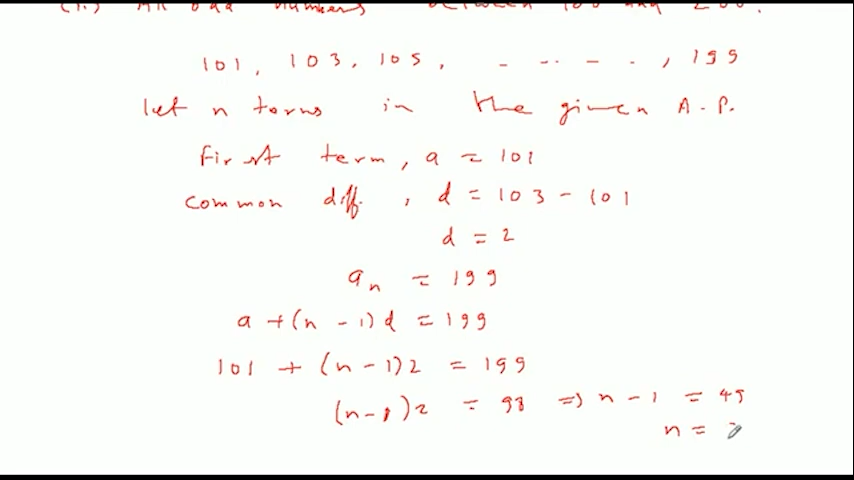 101, 103, 105, - - - - . , 199
let n terms in the given A.P.
First term, a = 101
common diff. , d = 103 - 101
d = 2
aₙ = 199
a + (n - 1)d = 199
101 + (n - 1) 2 = 199
(n - 1) 2 = 98 ⇒ n - 1 = 49
n =